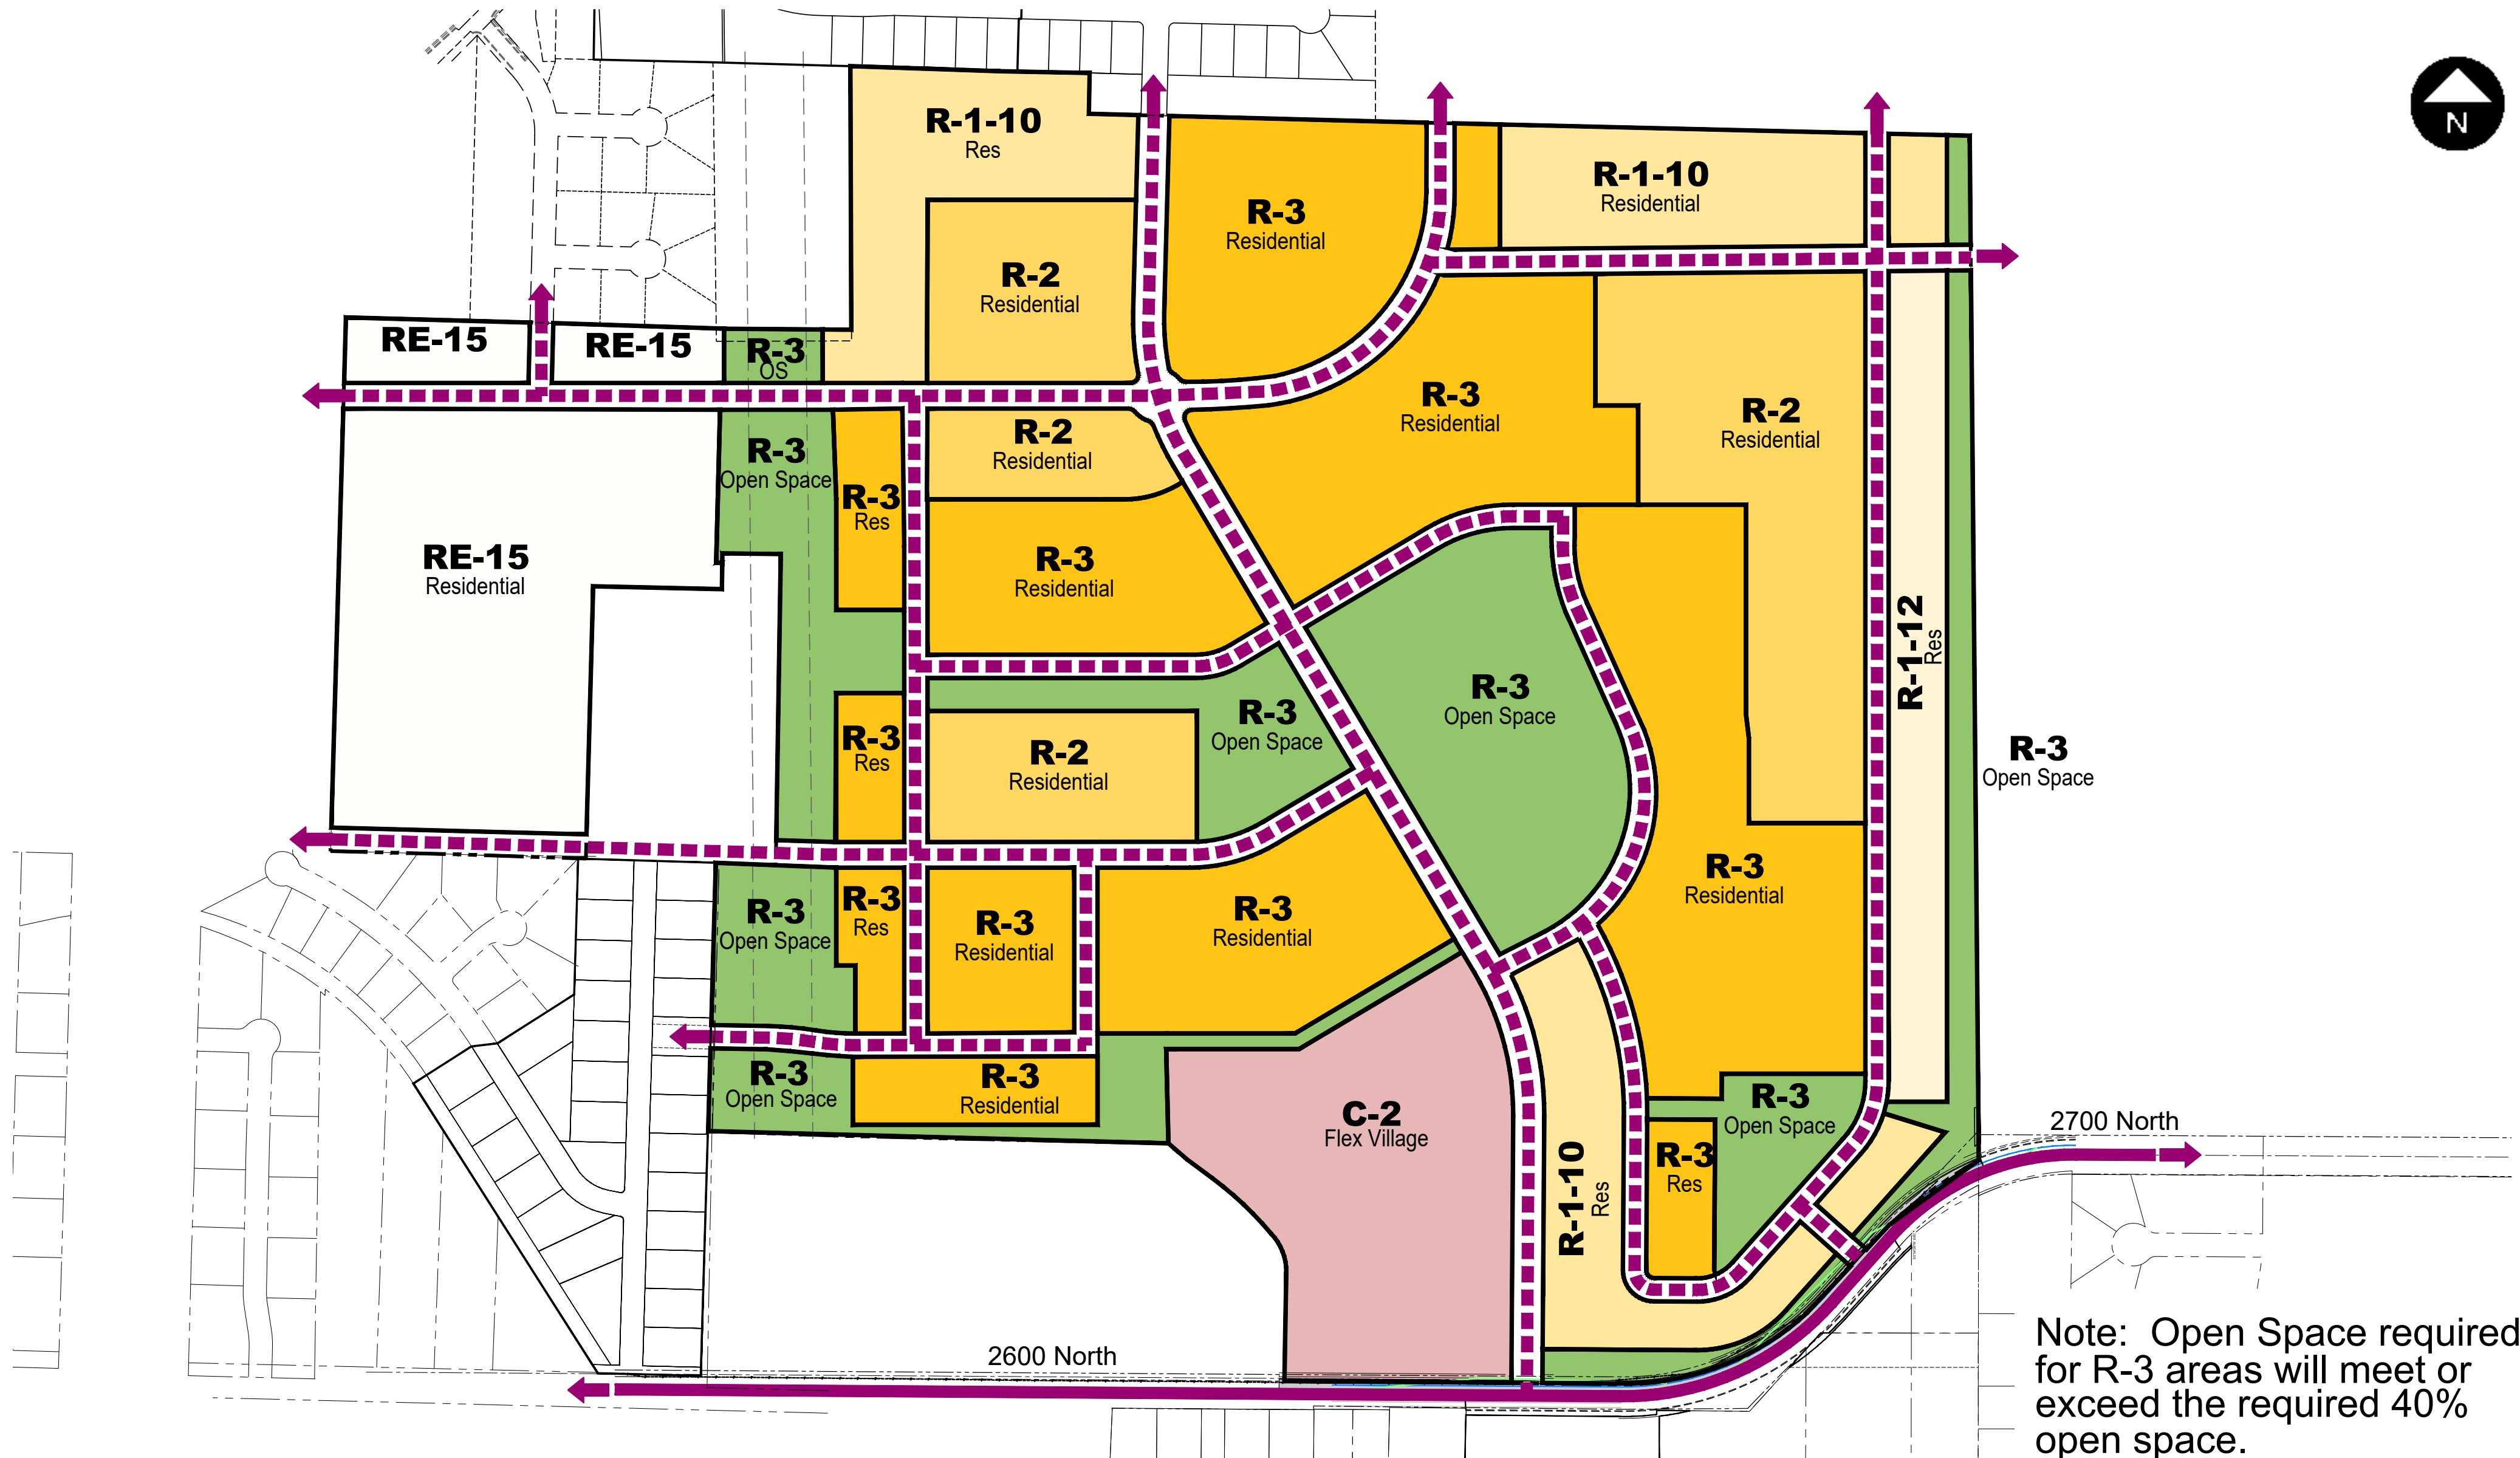 N
R-1-10
Res
R-1-10
Residential
R-3
Residential
R-2
Residential
RE-15
RE-15
R-3
OS
R-3
Residential
R-2
Residential
R-2
Residential
R-3
Open Space
R-3
Res
RE-15
Residential
R-3
Residential
R-1-12
Res
R-3
Open Space
R-3
Open Space
R-3
Res
R-2
Residential
R-3
Open Space
R-3
Open Space
R-3
Res
R-3
Residential
R-3
Residential
R-3
Residential
R-3
Open Space
R-3
Residential
C-2
Flex Village
R-3
Open Space
R-1-10
Res
R-3
Res
2700 North
2600 North
Note: Open Space required
for R-3 areas will meet or
exceed the required 40%
open space.